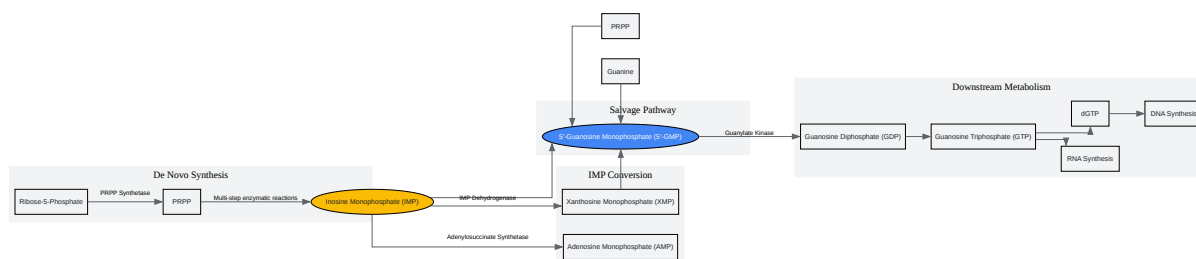 PRPP
Guanine
Salvage Pathway
5'-Guanosine Monophosphate (5'-GMP)
Guanylate Kinase
Downstream Metabolism
Guanosine Diphosphate (GDP)
Guanosine Triphosphate (GTP)
dGTP
DNA Synthesis
RNA Synthesis
De Novo Synthesis
Ribose-5-Phosphate
PRPP Synthetase
PRPP
Multi-step enzymatic reactions
Inosine Monophosphate (IMP)
IMP Conversion
IMP Dehydrogenase
Xanthosine Monophosphate (XMP)
Adenylosuccinate Synthetase
Adenosine Monophosphate (AMP)